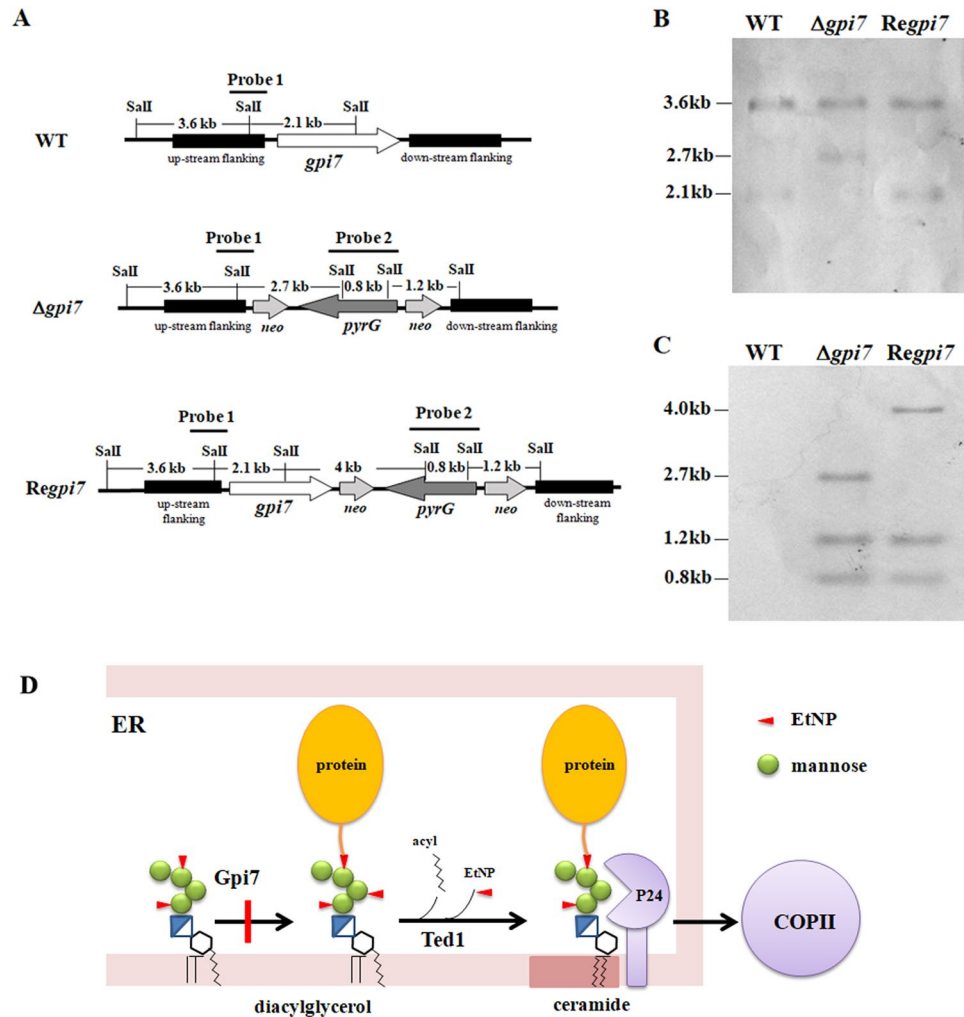 A
Probe 1
SalI SalI SalI
3.6 kb 2.1 kb
WT
up-stream flanking gpi7 down-stream flanking
Probe 1 Probe 2
SalI SalI SalI SalI SalI
3.6 kb 2.7 kb 0.8 kb 1.2 kb
Δgpi7
up-stream flanking neo pyrG neo down-stream flanking
Probe 1 Probe 2
SalI SalI SalI SalI SalI SalI
3.6 kb 2.1 kb 4 kb 0.8 kb 1.2 kb
Regpi7
up-stream
flanking
gpi7 neo pyrG neo
down-stream
flanking
B
WT Δgpi7 Regpi7
3.6kb
2.7kb
2.1kb
C
WT Δgpi7 Regpi7
4.0kb
2.7kb
1.2kb
0.8kb
D
ER
EtNP
mannose
protein protein
acyl
EtNP
Gpi7
P24
Ted1
COPII
diacylglycerol ceramide